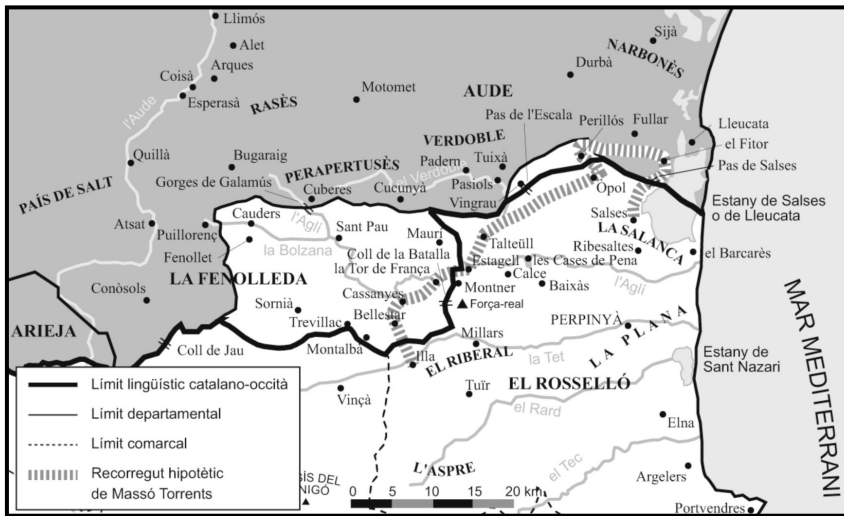 Llimós
Alet
Arques
Coisà
Esperasà
l'Aude
RASÈS
Motomet
AUDE
Durbà
Sijà
NARBONÈS
Pas de l'Escala
Perillós
Fullar
Lleucata
el Fitor
Pas de Salses
VERDOBLE
Quillà
Bugaraig
PERAPERTUSÈS
Padern
Tuixà
el Verdoble
PAÍS DE SALT
Gorges de Galamús
Cuberes
Cucunyà
Pasiols
Vingrau
Òpol
Estany de Salses
o de Lleucata
Atsat
Puillorenç
Cauders
l'Aglí
Sant Pau
Maurí
Salses
LA SALANCA
Fenollet
la Bolzana
Coll de la Batalla
Talteüll
Ribesaltes
el Barcarès
LA FENOLLEDA
la Tor de França
Estagell
les Cases de Pena
Calce
Conòsols
Cassanyes
Montner
Baixàs
l'Aglí
Sornià
Bellestar
Força-real
MAR MEDITERRANI
ARIEJA
Trevillac
Millars
PERPINYÀ
LA PLANA
Coll de Jau
Montalbà
EL RIBERAL
la Tet
Estany de
Sant Nazari
Illa
Vinçà
Tuïr
EL ROSSELLÓ
el Rard
Elna
L'ASPRE
el Tec
Argelers
Portvendres
Límit lingüístic catalano-occità
Límit departamental
Límit comarcal
Recorregut hipotètic
de Massó Torrents
0 5 10 15 20 km